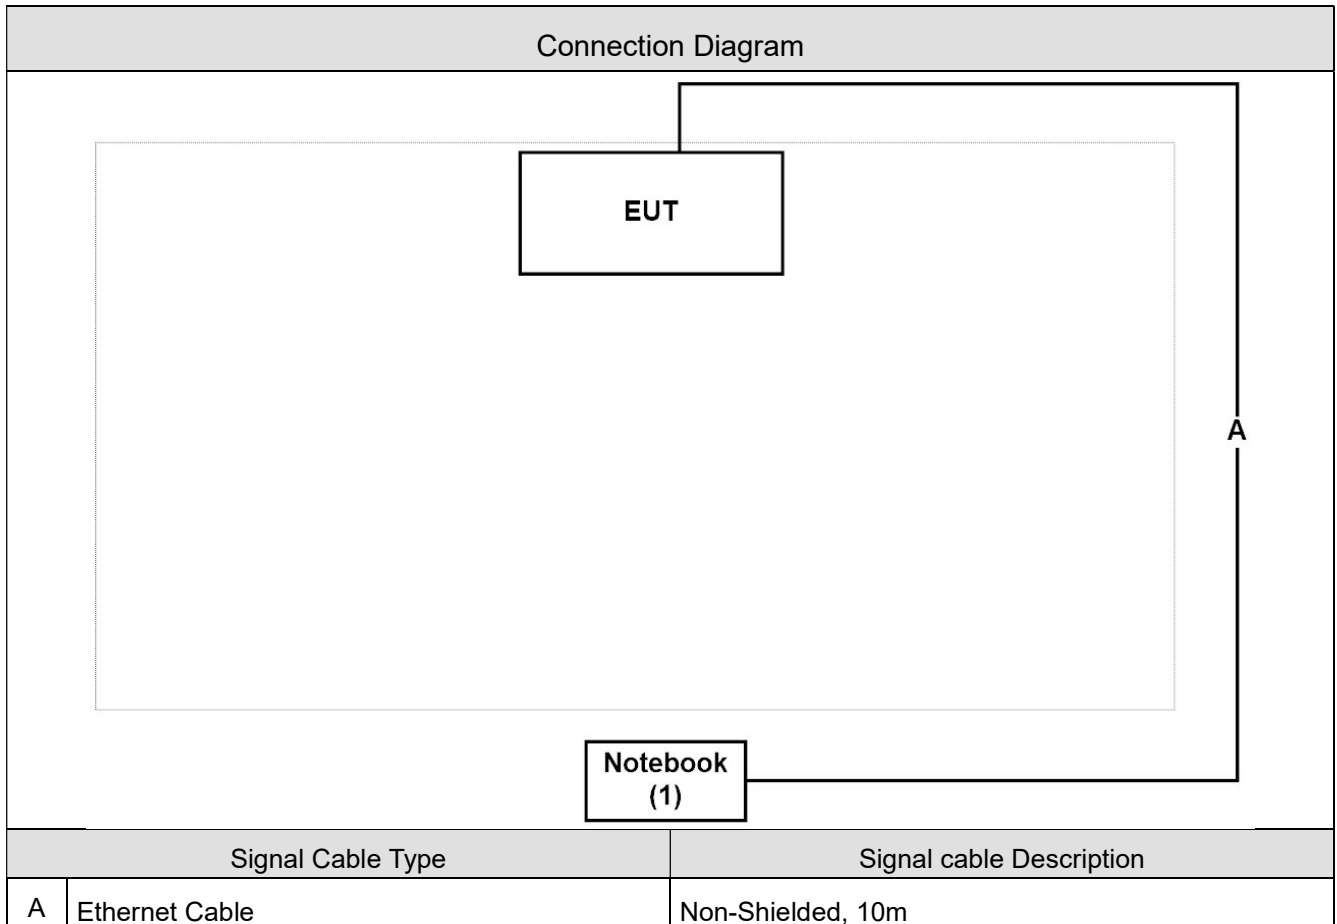 Connection Diagram
EUT
A
Notebook
(1)
Signal Cable Type
Signal cable Description
A
Ethernet Cable
Non-Shielded, 10m